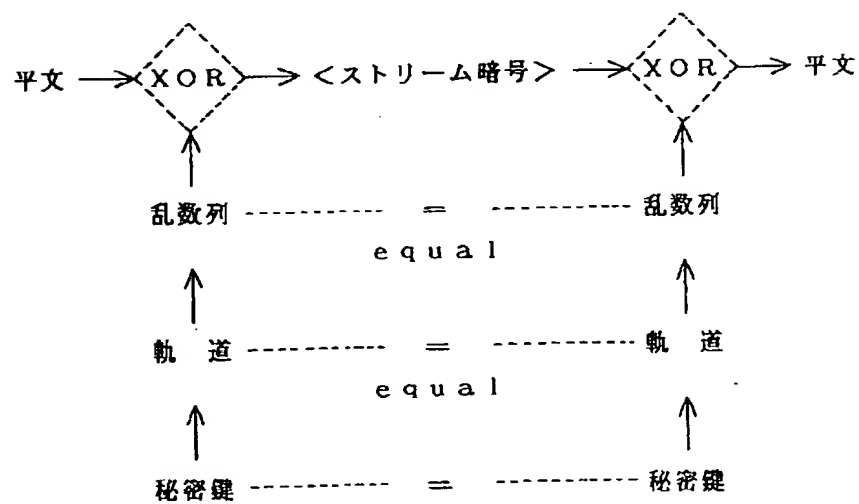 平文 XOR <ストリーム暗号> XOR 平文
乱数列 = 乱数列
equal
軌道 = 軌道
equal
秘密鍵 = 秘密鍵